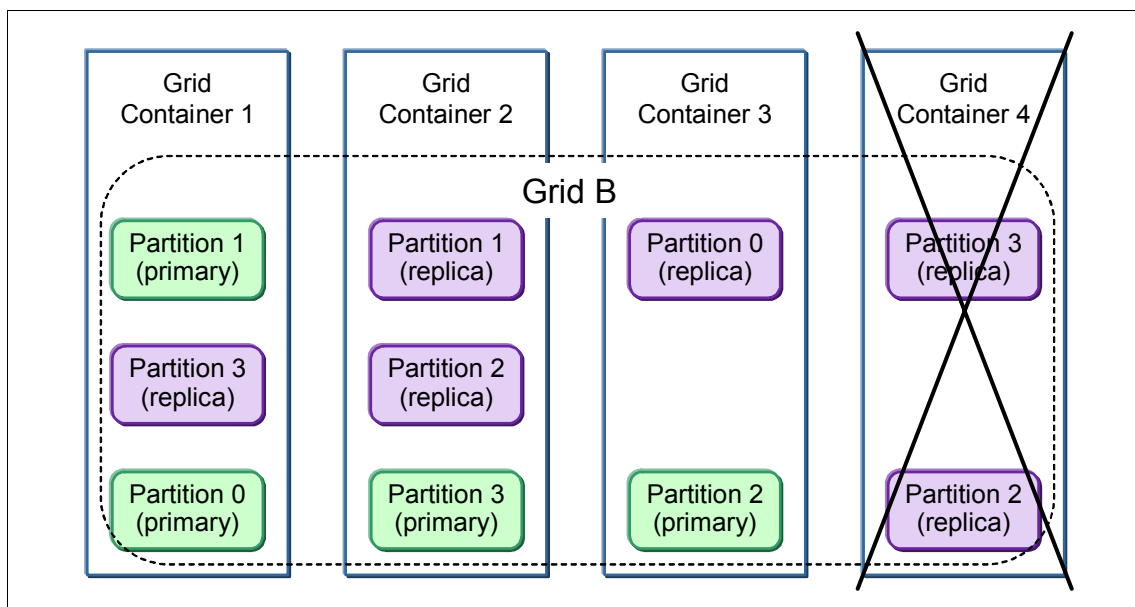 Grid
Container 1
Grid
Container 2
Grid
Container 3
Grid
Container 4
Grid B
Partition 1
(primary)
Partition 1
(replica)
Partition 0
(replica)
Partition 3
(replica)
Partition 3
(replica)
Partition 2
(replica)
Partition 0
(primary)
Partition 3
(primary)
Partition 2
(primary)
Partition 2
(replica)